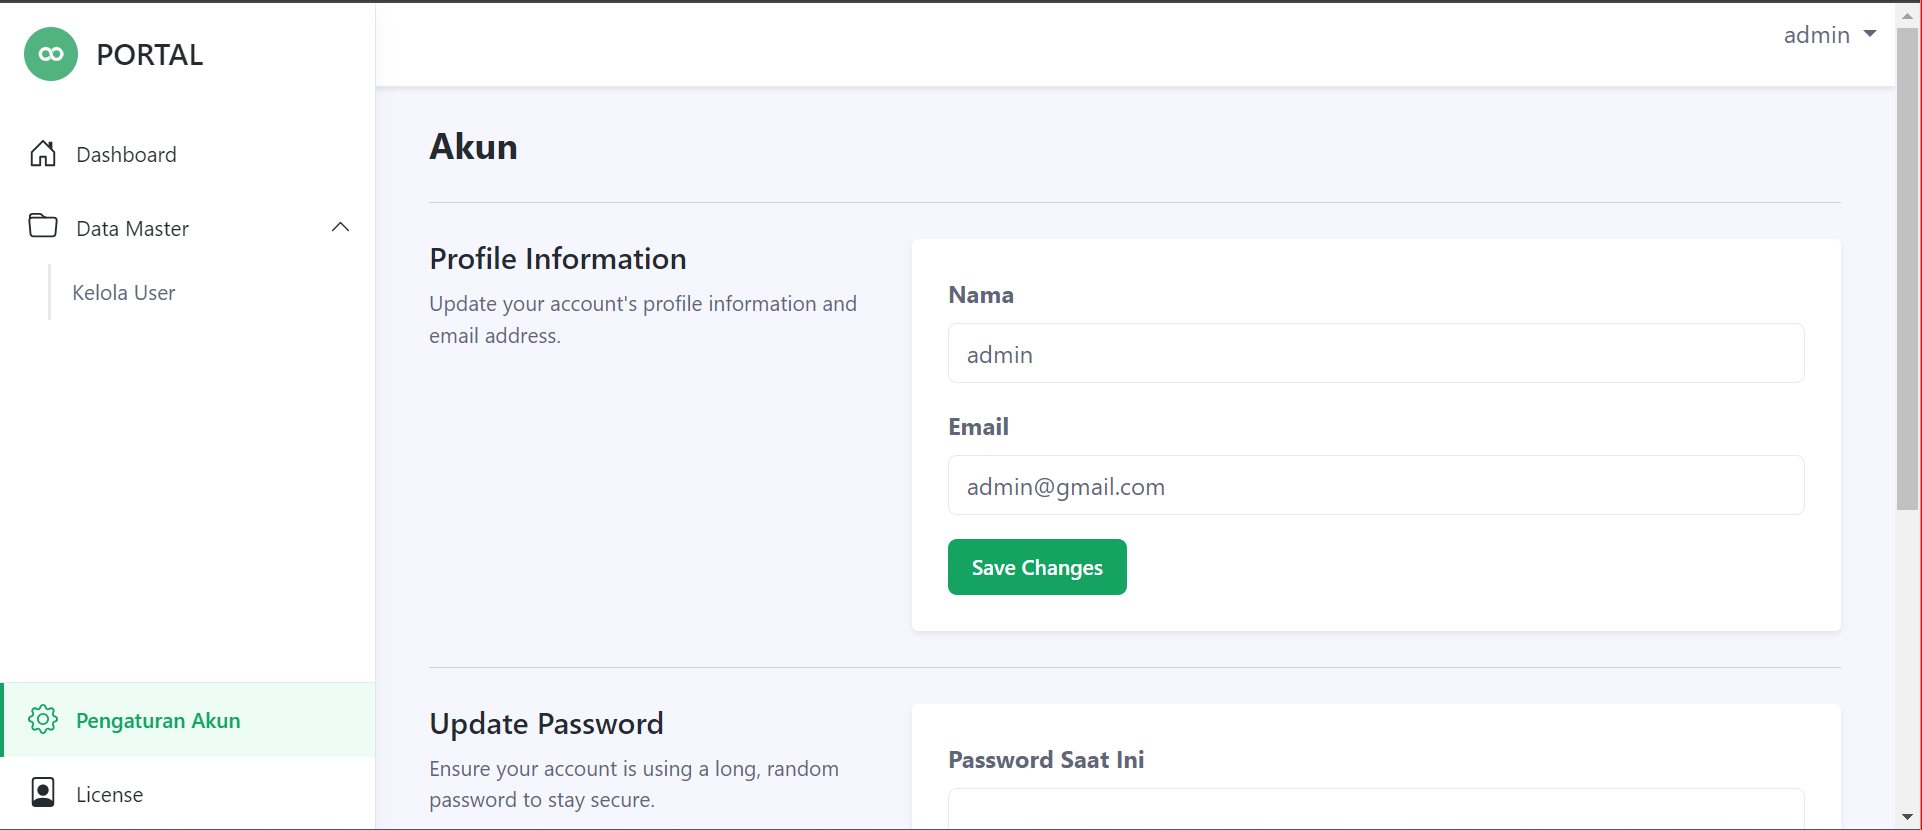 PORTAL
admin
Dashboard
Data Master
Kelola User
Pengaturan Akun
License
Akun
Profile Information
Update your account's profile information and
email address.
Nama
admin
Email
admin@gmail.com
Save Changes
Update Password
Ensure your account is using a long, random
password to stay secure.
Password Saat Ini